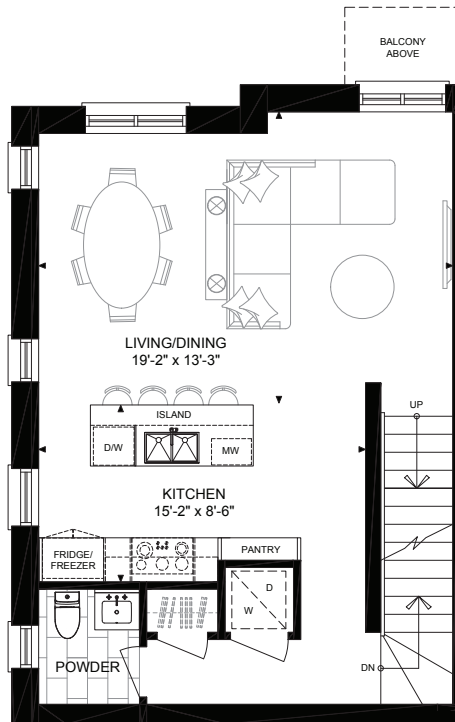 BALCONY
ABOVE
LIVING/DINING
19'-2" x 13'-3"
ISLAND
UP
D/W
MW
KITCHEN
15'-2" x 8'-6"
FRIDGE/
FREEZER
PANTRY
D
W
POWDER
DN